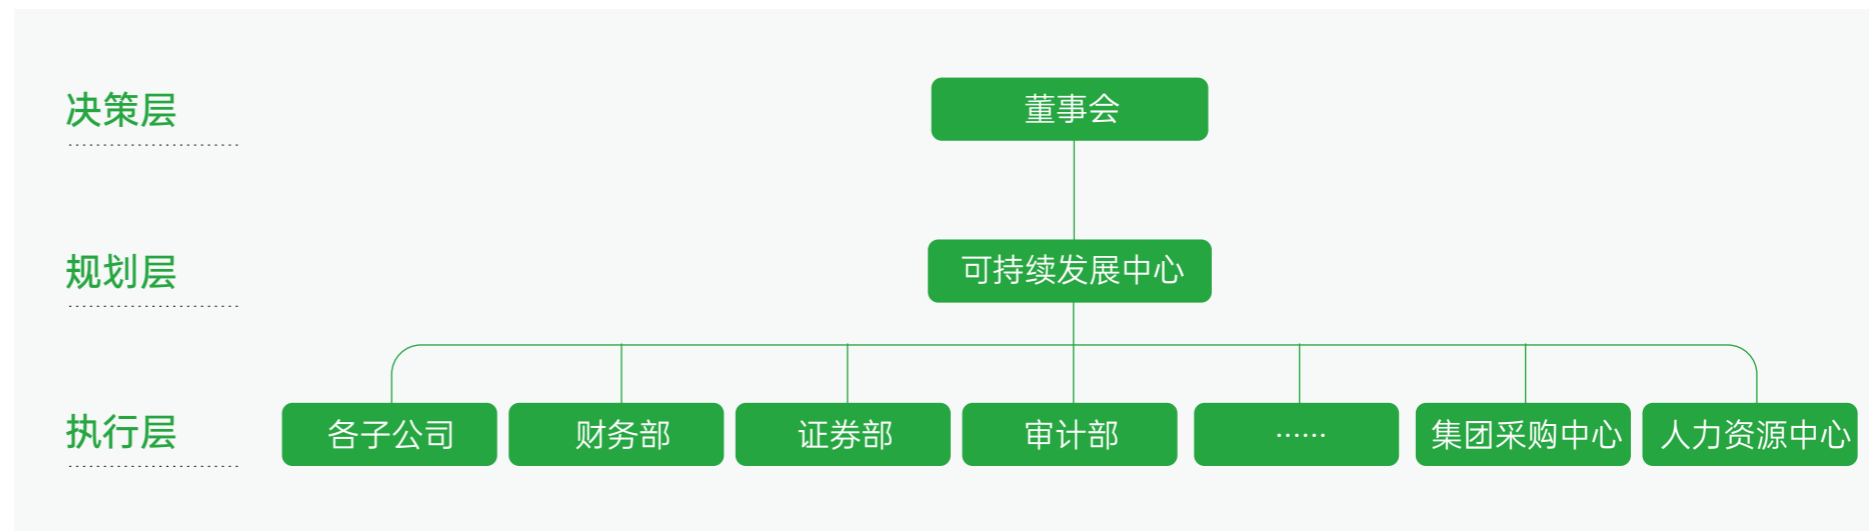 决策层
董事会
规划层
可持续发展中心
执行层
各子公司
财务部
证券部
审计部
······
集团采购中心
人力资源中心